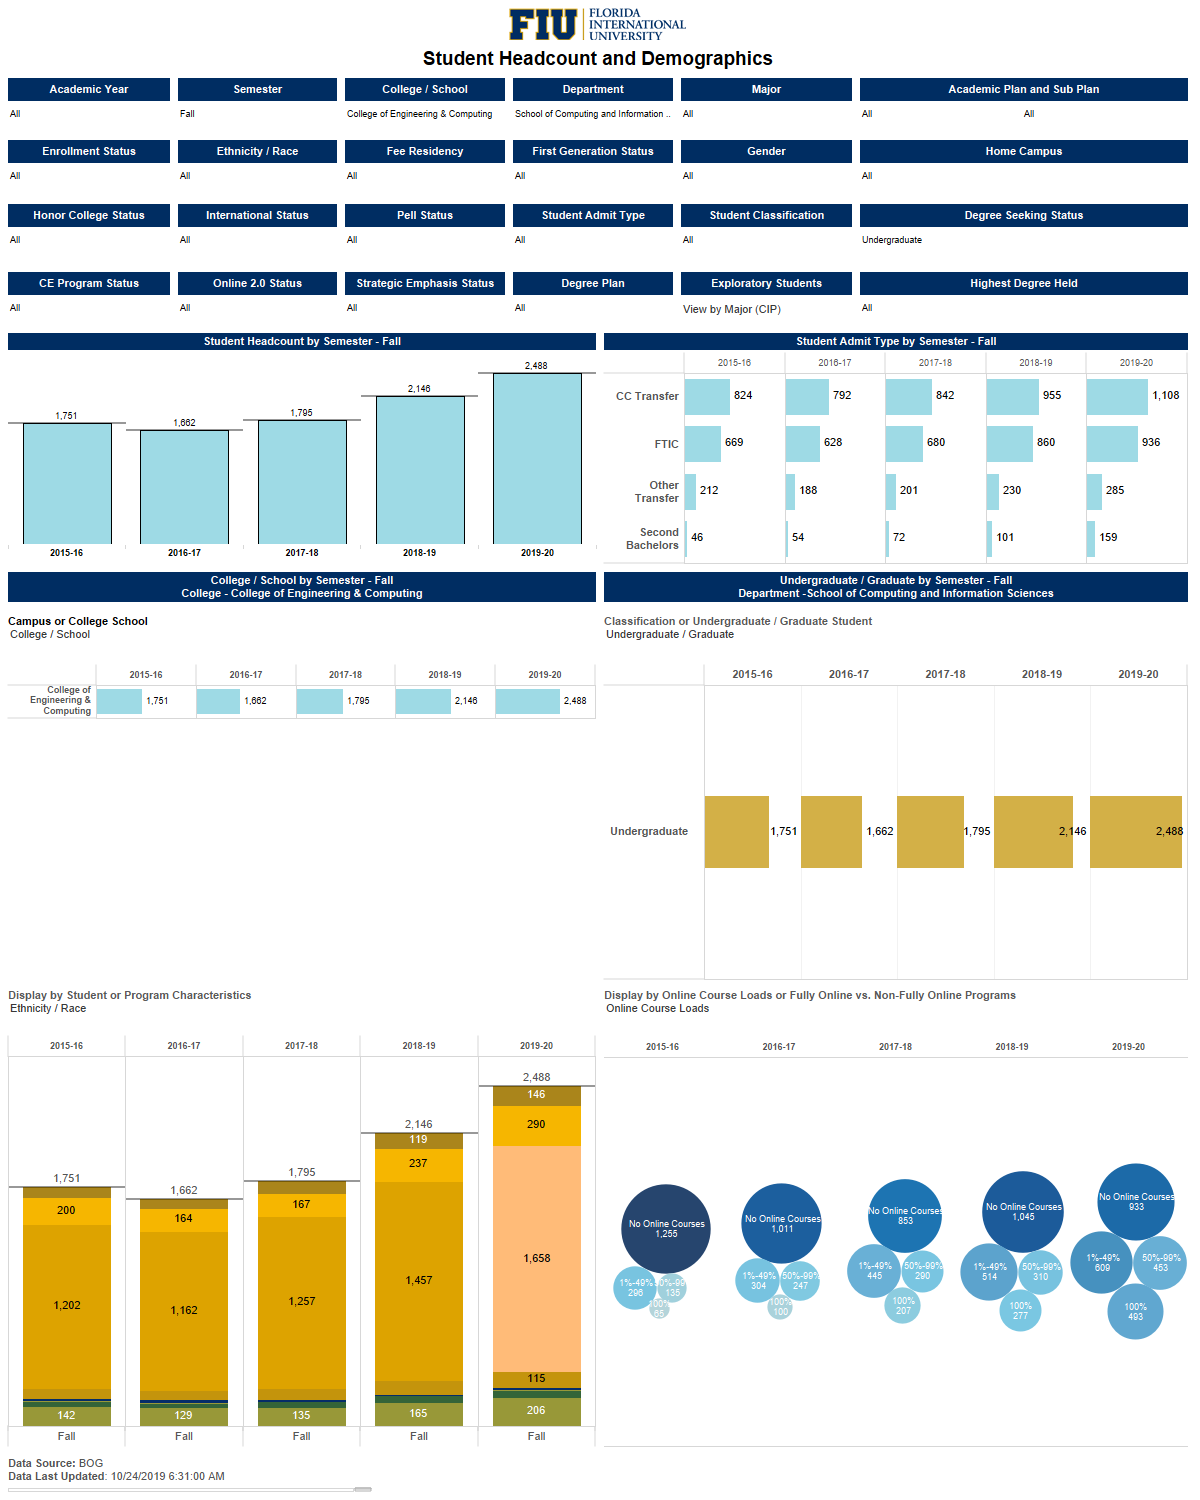 FIU FLORIDA
INTERNATIONAL
UNIVERSITY
Student Headcount and Demographics
Academic Year Semester College / School Department Major Academic Plan and Sub Plan
All Fall College of Engineering & Computing School of Computing and Information .. All All All
Enrollment Status Ethnicity / Race Fee Residency First Generation Status Gender Home Campus
All All All All All All
Honor College Status International Status Pell Status Student Admit Type Student Classification Degree Seeking Status
All All All All All Undergraduate
CE Program Status Online 2.0 Status Strategic Emphasis Status Degree Plan Exploratory Students Highest Degree Held
All All All All View by Major (CIP) All
Student Headcount by Semester - Fall
1,751 1,662 1,795 2,146 2,488
2015-16 2016-17 2017-18 2018-19 2019-20
Student Admit Type by Semester - Fall
2015-16 2016-17 2017-18 2018-19 2019-20
CC Transfer 824 792 842 955 1,108
FTIC 669 628 680 860 936
Other
Transfer 212 188 201 230 285
Second
Bachelors 46 54 72 101 159
College / School by Semester - Fall
College - College of Engineering & Computing
Campus or College School
College / School
2015-16 2016-17 2017-18 2018-19 2019-20
College of
Engineering &
Computing
1,751 1,662 1,795 2,146 2,488
Undergraduate / Graduate by Semester - Fall
Department -School of Computing and Information Sciences
Classification or Undergraduate / Graduate Student
Undergraduate / Graduate
2015-16 2016-17 2017-18 2018-19 2019-20
Undergraduate 1,751 1,662 1,795 2,146 2,488
Display by Student or Program Characteristics
Ethnicity / Race
2015-16 2016-17 2017-18 2018-19 2019-20
1,751 1,662 1,795 2,146 2,488
119 146
200 164 167 237 290
1,202 1,162 1,257 1,457 1,658
115
142 129 135 165 206
Fall Fall Fall Fall Fall
Display by Online Course Loads or Fully Online vs. Non-Fully Online Programs
Online Course Loads
2015-16 2016-17 2017-18 2018-19 2019-20
No Online Courses
1,255
1%-49%
296
50%-99%
135
100%
65
No Online Courses
1,011
1%-49%
304
50%-99%
247
100%
100
No Online Courses
853
1%-49%
445
50%-99%
290
100%
207
No Online Courses
1,045
1%-49%
514
50%-99%
310
100%
277
No Online Courses
933
1%-49%
609
50%-99%
453
100%
493
Data Source: BOG
Data Last Updated: 10/24/2019 6:31:00 AM